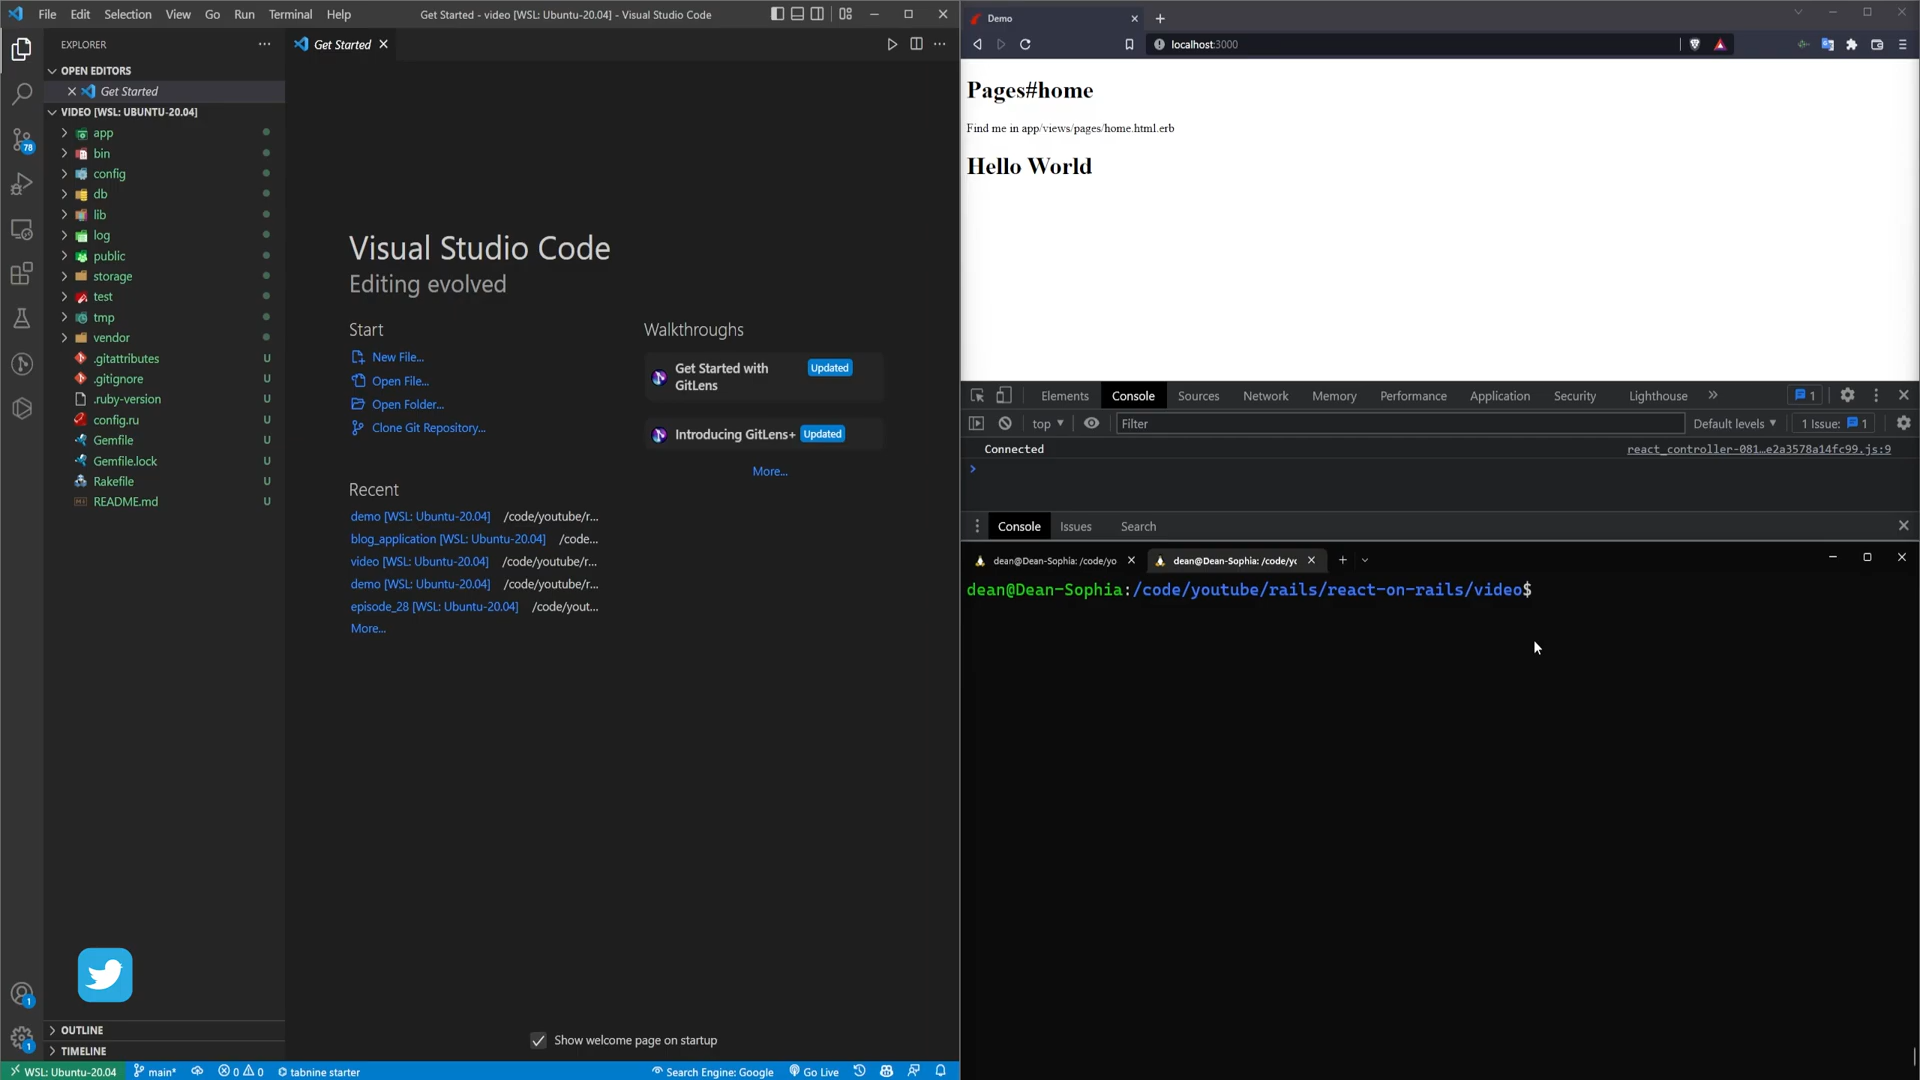 File Edit Selection View Go Run Terminal Help
Get Started - video [WSL: Ubuntu-20.04] - Visual Studio Code
EXPLORER
Get Started
OPEN EDITORS
Get Started
VIDEO [WSL: UBUNTU-20.04]
app
bin
config
db
lib
log
public
storage
test
tmp
vendor
.gitattributes U
.gitignore U
.ruby-version U
config.ru U
Gemfile U
Gemfile.lock U
Rakefile U
README.md U
78
Visual Studio Code
Editing evolved
Start
New File...
Open File...
Open Folder...
Clone Git Repository...
Recent
demo [WSL: Ubuntu-20.04] /code/youtube/r...
blog_application [WSL: Ubuntu-20.04] /code...
video [WSL: Ubuntu-20.04] /code/youtube/r...
demo [WSL: Ubuntu-20.04] /code/youtube/r...
episode_28 [WSL: Ubuntu-20.04] /code/yout...
More...
Walkthroughs
Get Started with GitLens Updated
Introducing GitLens+ Updated
More...
Show welcome page on startup
1
1
OUTLINE
TIMELINE
WSL: Ubuntu-20.04 main* 0 0 tabnine starter Search Engine: Google Go Live
Demo
localhost:3000
Pages#home
Find me in app/views/pages/home.html.erb
Hello World
Elements Console Sources Network Memory Performance Application Security Lighthouse 1
top Filter Default levels 1 Issue: 1
Connected react_controller-081...e2a3578a14fc99.js:9
Console Issues Search
dean@Dean-Sophia: /code/yo
dean@Dean-Sophia: /code/yc
dean@Dean-Sophia:/code/youtube/rails/react-on-rails/video$